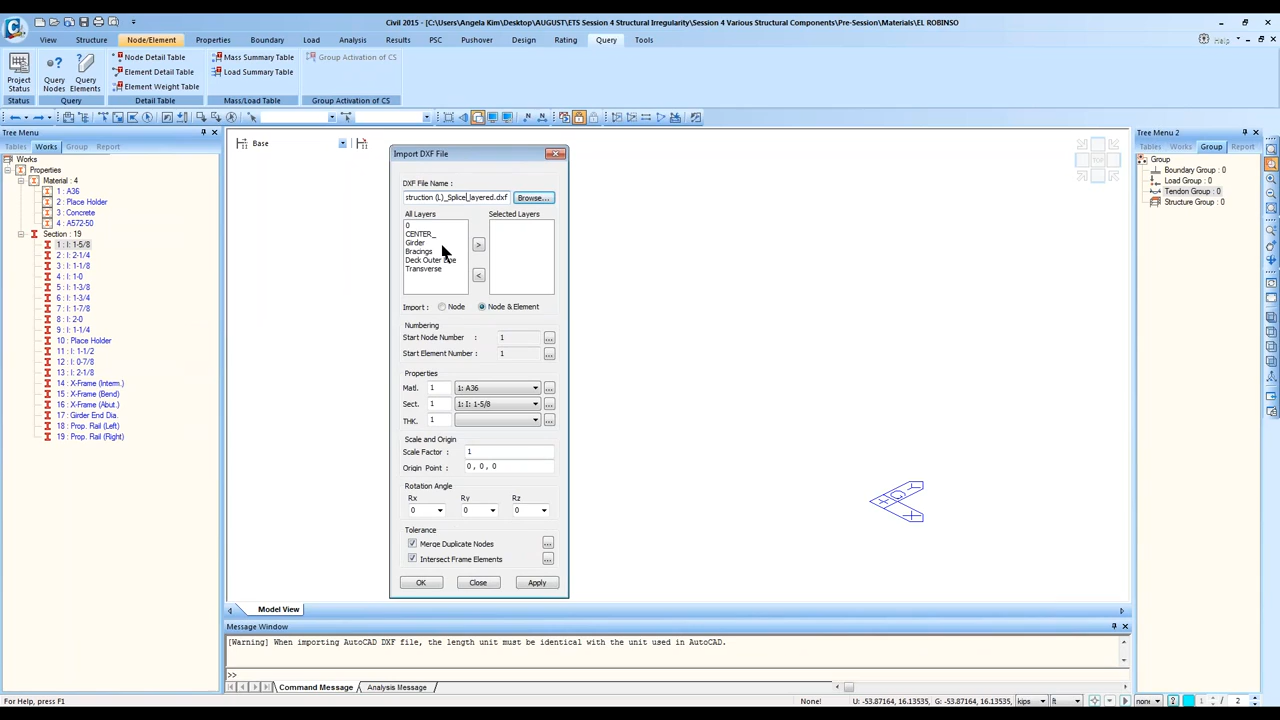 Civil 2015 - [C:\Users\Angela Kim\Desktop\AUGUST\ETS Session 4 Structural Irregularity\Session 4 Various Structural Components\Pre-Session\Materials\EL ROBINSO
View Structure Node/Element Properties Boundary Load Analysis Results PSC Pushover Design Rating Query Tools Help
Project Status
Query Nodes
Query Elements
Node Detail Table
Element Detail Table
Element Weight Table
Mass Summary Table
Load Summary Table
Group Activation of CS
Status Query Detail Table Mass/Load Table Group Activation of CS
Tree Menu
Tables Works Group Report
Works
Properties
Material : 4
1 : A36
2 : Place Holder
3 : Concrete
4 : A572-50
Section : 19
1 : I: 1-5/8
2 : I: 2-1/4
3 : I: 1-1/8
4 : I: 1-0
5 : I: 1-3/8
6 : I: 1-3/4
7 : I: 1-7/8
8 : I: 2-0
9 : I: 1-1/4
10 : Place Holder
11 : I: 1-1/2
12 : I: 0-7/8
13 : I: 2-1/8
14 : X-Frame (Interm.)
15 : X-Frame (Bend)
16 : X-Frame (Abut.)
17 : Girder End Dia.
18 : Prop. Rail (Left)
19 : Prop. Rail (Right)
Base
Import DXF File
DXF File Name :
struction (L)_Splice_layered.dxf Browse...
All Layers Selected Layers
0
CENTER_
Girder
Bracings
Deck Outer
Transverse
>
<
Import : Node Node & Element
Numbering
Start Node Number : 1 ...
Start Element Number : 1 ...
Properties
Matl. 1 1: A36 ...
Sect. 1 1: I: 1-5/8 ...
THK. 1 ...
Scale and Origin
Scale Factor : 1
Origin Point : 0 , 0 , 0
Rotation Angle
Rx Ry Rz
0 0 0
Tolerance
Merge Duplicate Nodes ...
Intersect Frame Elements ...
OK Close Apply
TOP
Tree Menu 2
Tables Works Group Report
Group
Boundary Group : 0
Load Group : 0
Tendon Group : 0
Structure Group : 0
Model View
Message Window
[Warning] When importing AutoCAD DXF file, the length unit must be identical with the unit used in AutoCAD.
>>
Command Message Analysis Message
For Help, press F1 None! U: -53.87164, 16.13535, G: -53.87164, 16.13535, kips ft none 1 / 2